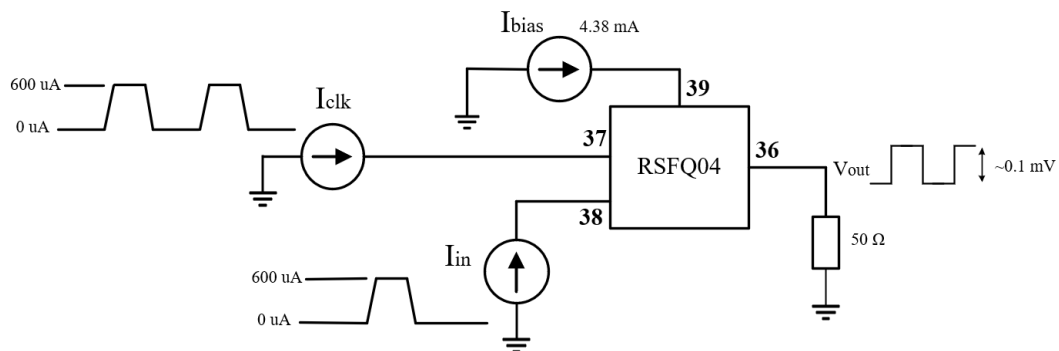 Ibias 4.38 mA
39
600 uA
Iclk
0 uA
37
36
RSFQ04
Vout
~0.1 mV
38
50 Ω
Iin
600 uA
0 uA